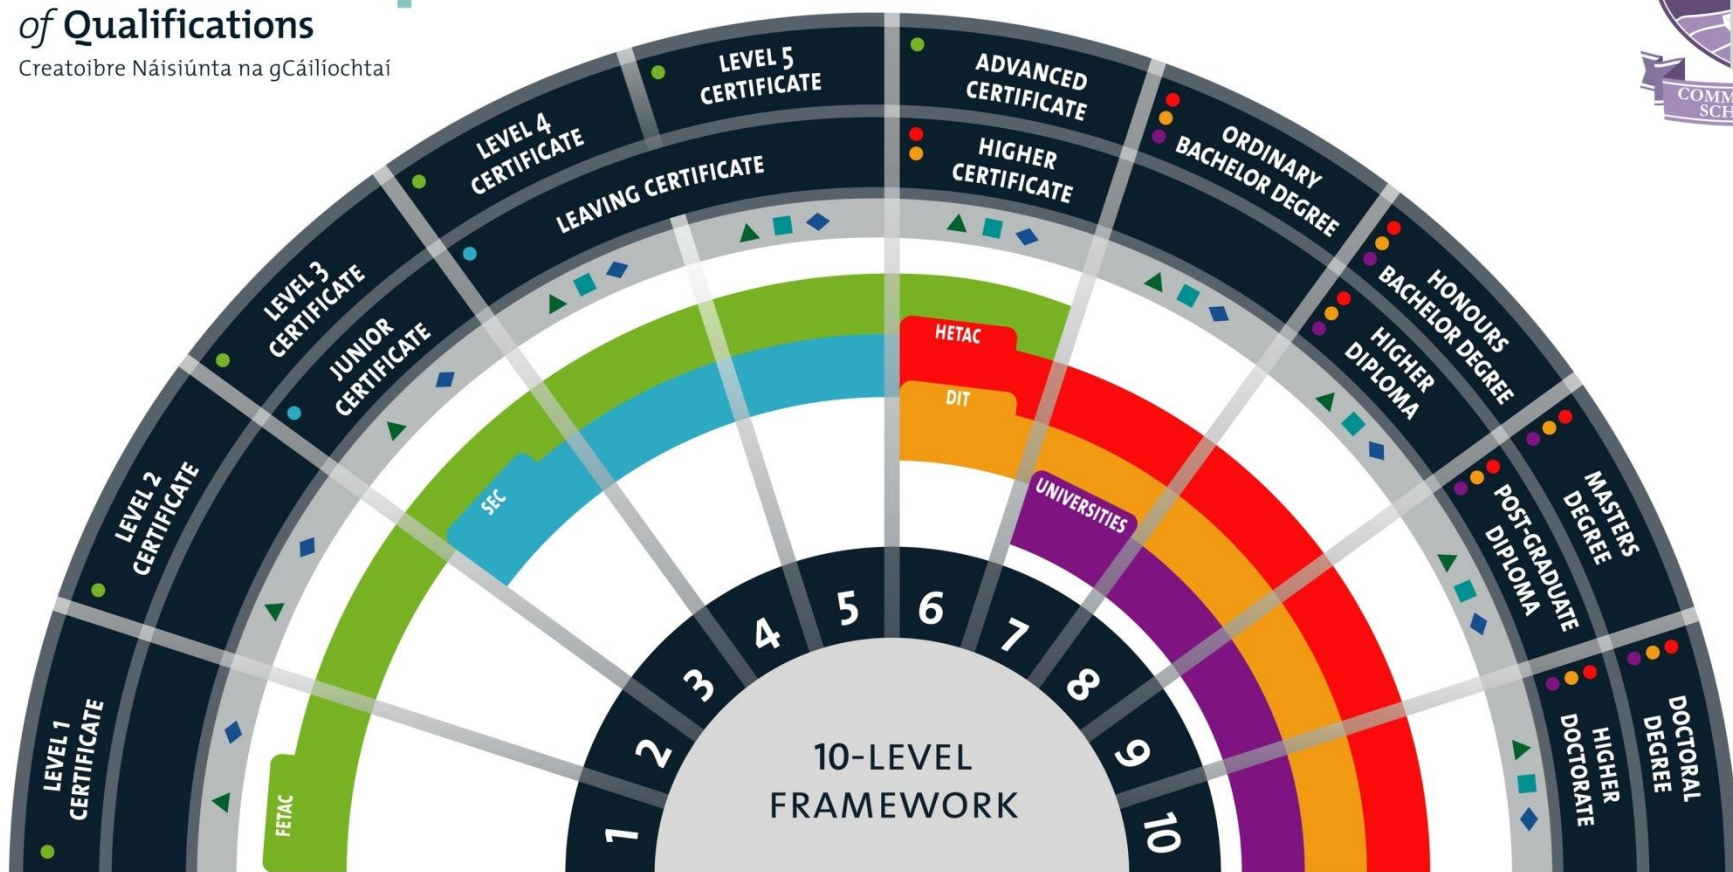 of Qualifications
Creatoibre Náisiúnta na gCáilíochtaí
COMM
SCH
LEVEL 1
CERTIFICATE
LEVEL 2
CERTIFICATE
LEVEL 3
CERTIFICATE
LEVEL 4
CERTIFICATE
LEVEL 5
CERTIFICATE
ADVANCED
CERTIFICATE
ORDINARY
BACHELOR DEGREE
HONOURS
BACHELOR DEGREE
MASTERS
DEGREE
DOCTORAL
DEGREE
JUNIOR
CERTIFICATE
LEAVING CERTIFICATE
HIGHER
CERTIFICATE
HIGHER
DIPLOMA
POST-GRADUATE
DIPLOMA
HIGHER
DOCTORATE
FETAC
SEC
HETAC
DIT
UNIVERSITIES
1
2
3
4
5
6
7
8
9
10
10-LEVEL
FRAMEWORK